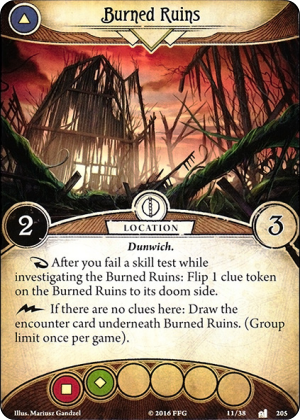 Burned Ruins
2
LOCATION
3
Dunwich.
After you fail a skill test while
investigating the Burned Ruins: Flip 1 clue token
on the Burned Ruins to its doom side.
If there are no clues here: Draw the
encounter card underneath Burned Ruins. (Group
limit once per game).
Illus. Mariusz Gandzel
© 2016 FFG
11/38
205